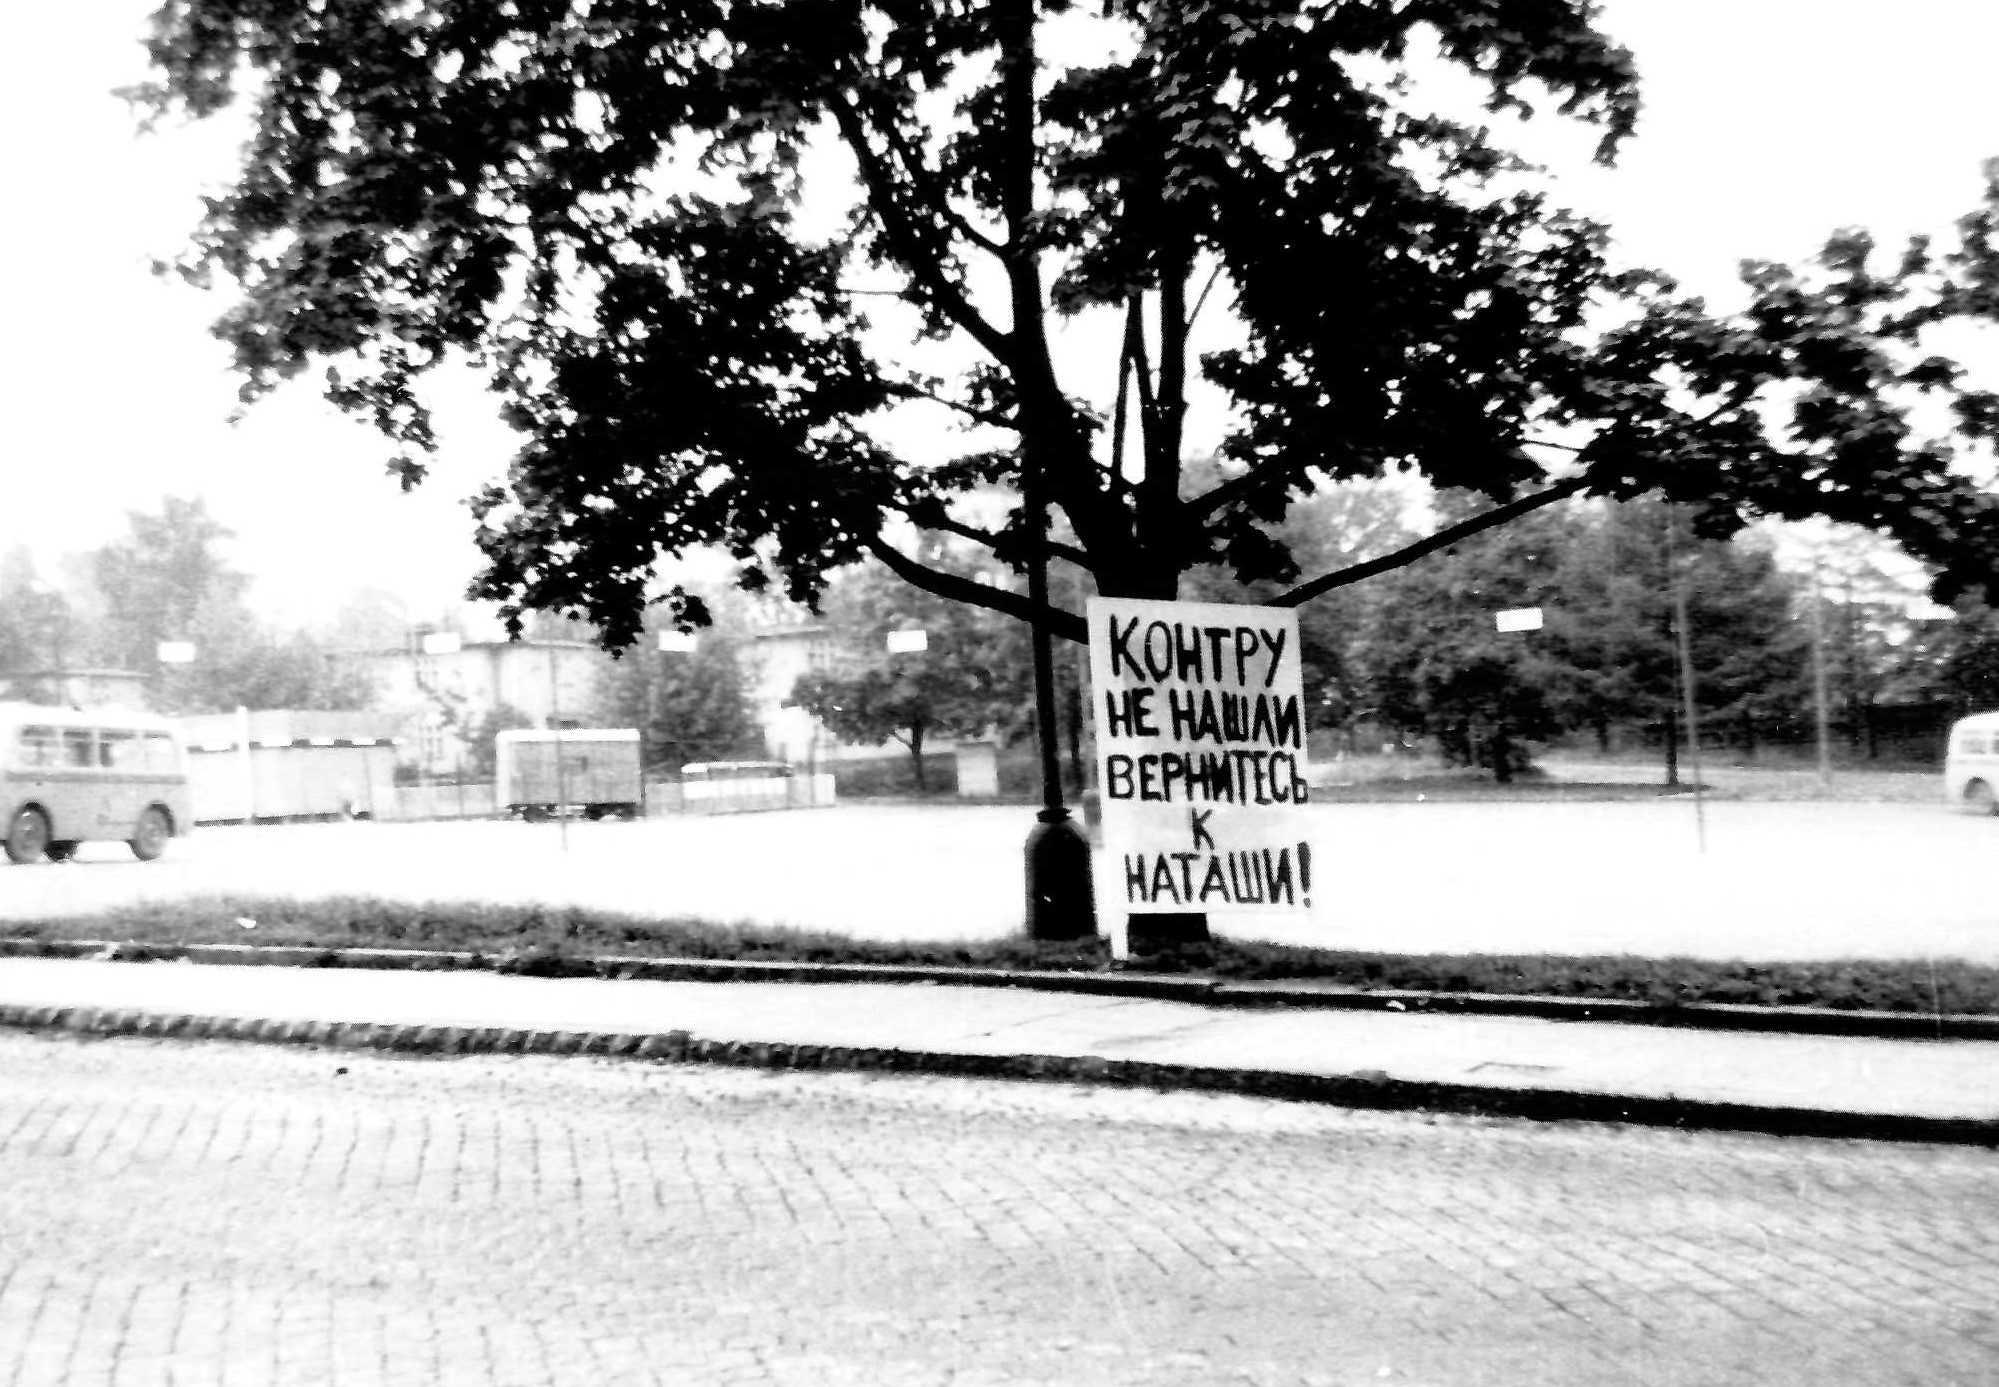 КОНТРУ
НЕ НАШЛИ
ВЕРНИТЕСЬ
К
НАТАШИ!